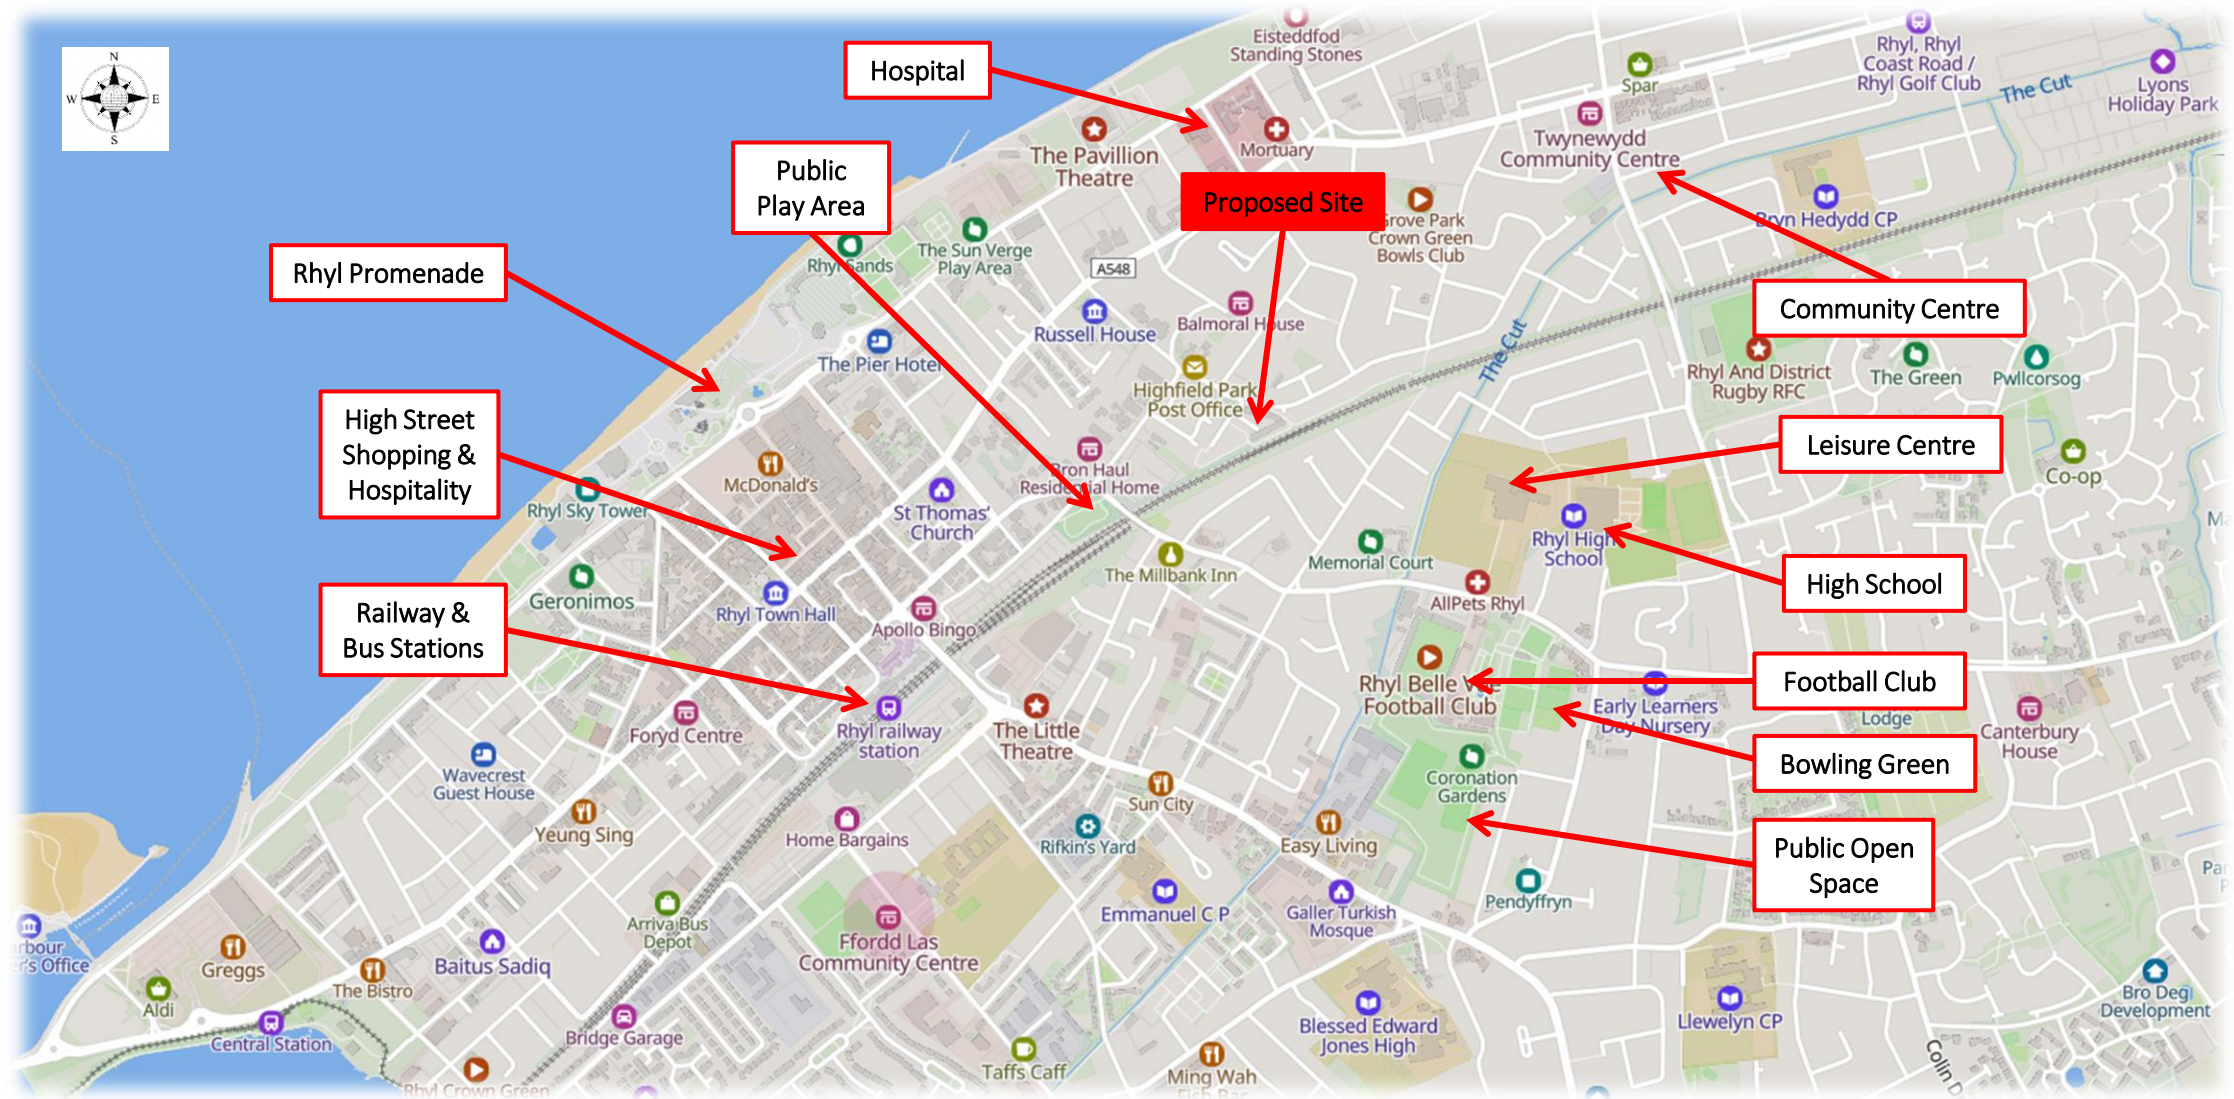 N
W
E
S
Hospital
Public
Play Area
Proposed Site
Rhyl Promenade
High Street
Shopping &
Hospitality
Railway &
Bus Stations
Community Centre
Leisure Centre
High School
Football Club
Bowling Green
Public Open
Space
Eisteddfod
Standing Stones
Spar
Rhyl, Rhyl
Coast Road /
Rhyl Golf Club
The Cut
Lyons
Holiday Park
The Pavillion
Theatre
Mortuary
Twynewydd
Community Centre
Bryn Hedydd CP
Grove Park
Crown Green
Bowls Club
Rhyl Sands
The Sun Verge
Play Area
A548
Russell House
Balmoral House
The Pier Hotel
Highfield Park
Post Office
The Cut
Rhyl And District
Rugby RFC
The Green
Pwllcorsog
Co-op
McDonald's
Bron Haul
Residential Home
Rhyl Sky Tower
St Thomas'
Church
Rhyl High
School
Memorial Court
The Millbank Inn
AllPets Rhyl
Geronimos
Rhyl Town Hall
Apollo Bingo
Rhyl Belle Vue
Football Club
Early Learners
Day Nursery
Lodge
Canterbury
House
Foryd Centre
Rhyl railway
station
The Little
Theatre
Wavecrest
Guest House
Coronation
Gardens
Sun City
Yeung Sing
Home Bargains
Rifkin's Yard
Easy Living
Pendyffryn
Arriva Bus
Depot
Emmanuel C P
Galler Turkish
Mosque
Ffordd Las
Community Centre
Greggs
Baitus Sadiq
The Bistro
Aldi
Central Station
Bridge Garage
Blessed Edward
Jones High
Llewelyn CP
Bro Degi
Development
Taffs Caff
Ming Wah
Fish Bar
Rhyl Crown Green